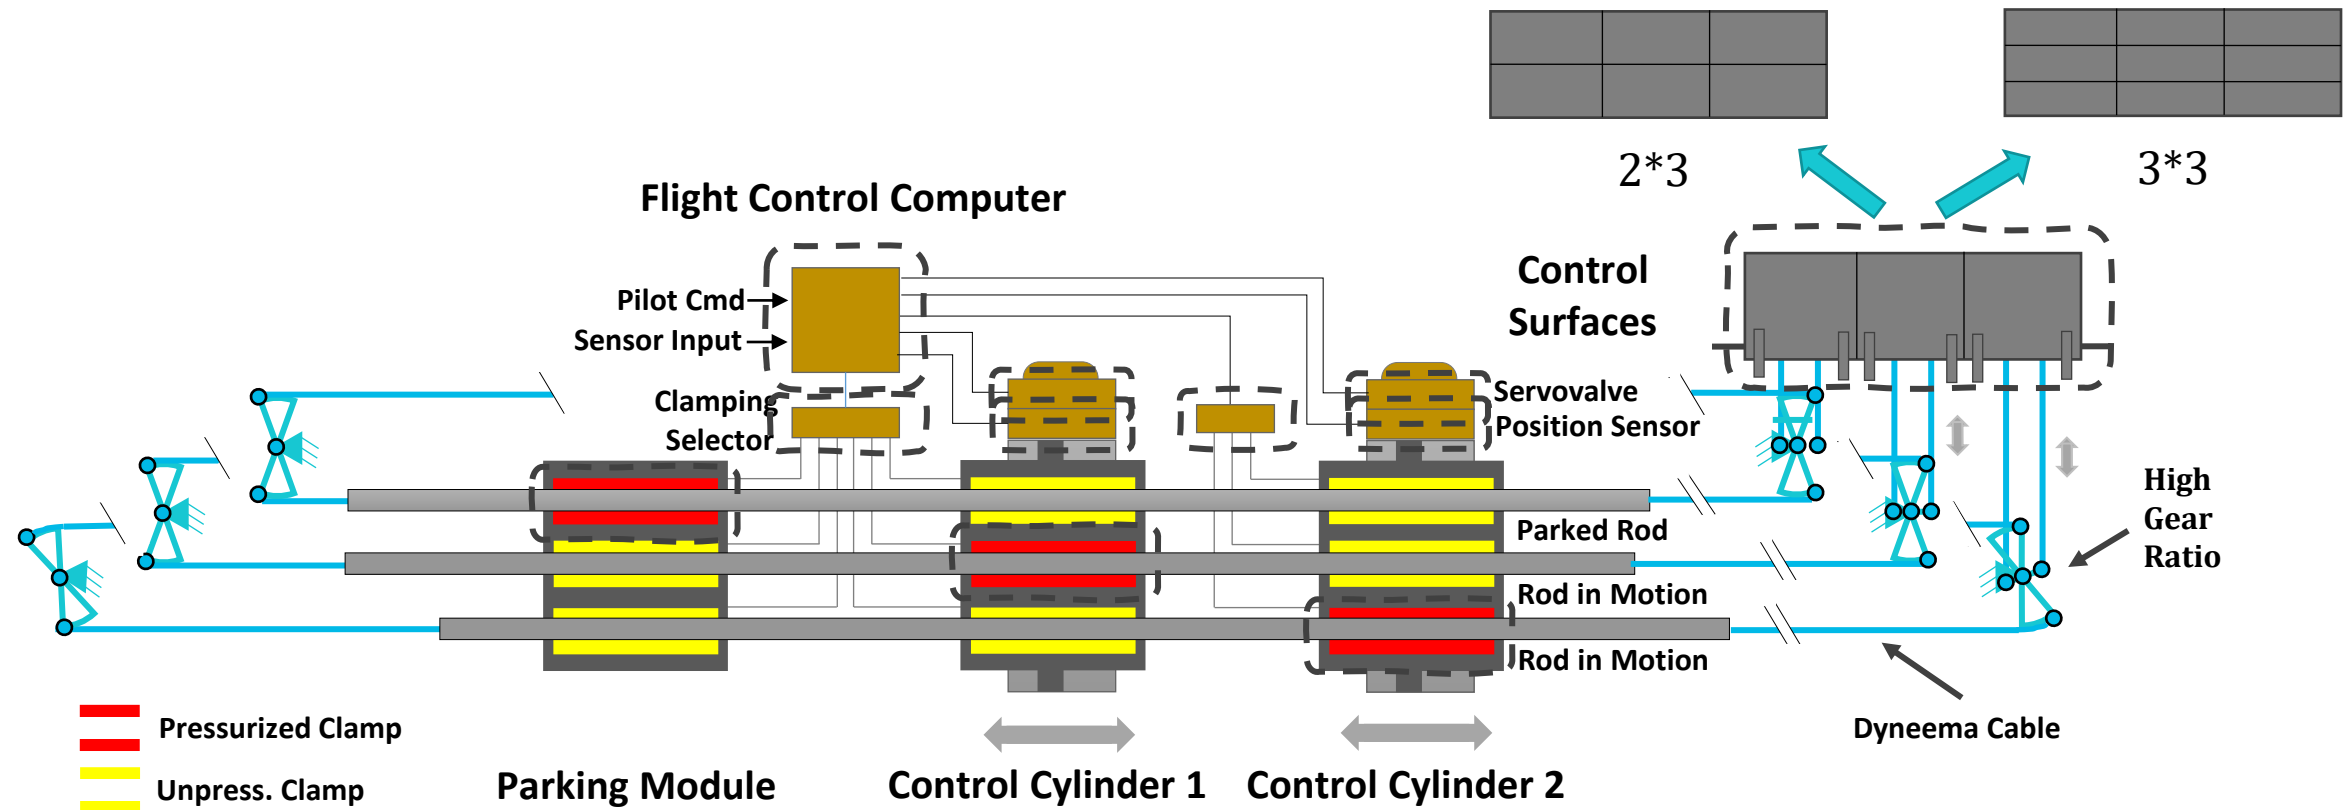 2*3
3*3
Flight Control Computer
Pilot Cmd
Sensor Input
Clamping
Selector
Servovalve
Position Sensor
Control
Surfaces
High
Gear
Ratio
Parked Rod
Rod in Motion
Rod in Motion
Dyneema Cable
Pressurized Clamp
Unpress. Clamp
Parking Module
Control Cylinder 1
Control Cylinder 2